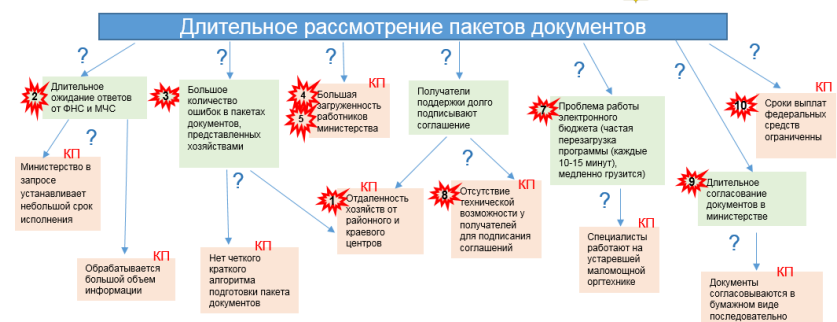 Длительное рассмотрение пакетов документов
?
?
?
?
?
?
?
2
Длительное
ожидание ответов
от ФНС и МЧС
3
Большое
количество
ошибок в пакетах
документов,
представленных
хозяйствами
КП
4
5
Большая
загруженность
работников
министерства
Получатели
поддержки долго
подписывают
соглашение
7
Проблема работы
электронного
бюджета (частая
перезагрузка
программы (каждые
10-15 минут),
медленно грузится)
КП
10
Сроки выплат
федеральных
средств
ограниченны
?
КП
Министерство в
запросе
устанавливает
небольшой срок
исполнения
?
КП
1
Отдаленность
хозяйств от
районного и
краевого
центров
?
КП
8
Отсутствие
технической
возможности у
получателей
для подписания
соглашений
9
Длительное
согласование
документов в
министерстве
?
КП
Обрабатывается
большой объем
информации
КП
Нет четкого
краткого
алгоритма
подготовки пакета
документов
КП
Специалисты
работают на
устаревшей
маломощной
оргтехнике
?
КП
Документы
согласовываются в
бумажном виде
последовательно